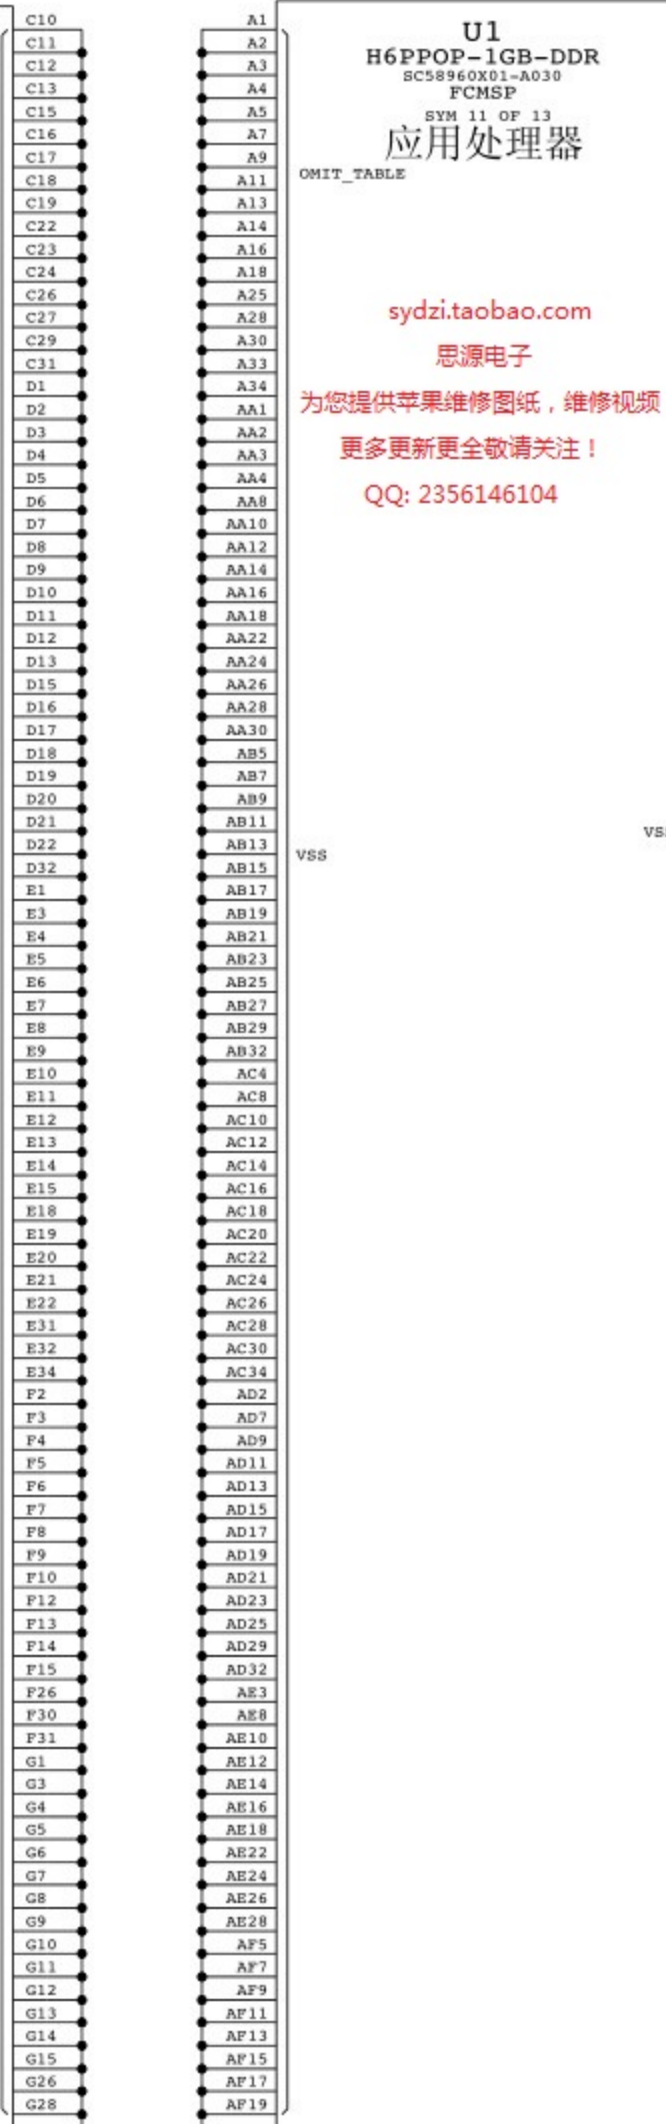 C10
C11
C12
C13
C15
C16
C17
C18
C19
C22
C23
C24
C26
C27
C29
C31
D1
D2
D3
D4
D5
D6
D7
D8
D9
D10
D11
D12
D13
D15
D16
D17
D18
D19
D20
D21
D22
D32
E1
E3
E4
E5
E6
E7
E8
E9
E10
E11
E12
E13
E14
E15
E18
E19
E20
E21
E22
E31
E32
E34
F2
F3
F4
F5
F6
F7
F8
F9
F10
F12
F13
F14
F15
F26
F30
F31
G1
G3
G4
G5
G6
G7
G8
G9
G10
G11
G12
G13
G14
G15
G26
G28
A1
A2
A3
A4
A5
A7
A9
A11
A13
A14
A16
A18
A25
A28
A30
A33
A34
AA1
AA2
AA3
AA4
AA8
AA10
AA12
AA14
AA16
AA18
AA22
AA24
AA26
AA28
AA30
AB5
AB7
AB9
AB11
AB13
AB15
AB17
AB19
AB21
AB23
AB25
AB27
AB29
AB32
AC4
AC8
AC10
AC12
AC14
AC16
AC18
AC20
AC22
AC24
AC26
AC28
AC30
AC34
AD2
AD7
AD9
AD11
AD13
AD15
AD17
AD19
AD21
AD23
AD25
AD29
AD32
AE3
AE8
AE10
AE12
AE14
AE16
AE18
AE22
AE24
AE26
AE28
AF5
AF7
AF9
AF11
AF13
AF15
AF17
AF19
U1
H6PPOP-1GB-DDR
SC58960X01-A030
FCMSP
SYM 11 OF 13
应用处理器
OMIT_TABLE
sydzi.taobao.com
思源电子
为您提供苹果维修图纸，维修视频
更多更新更全敬请关注！
QQ: 2356146104
VSS